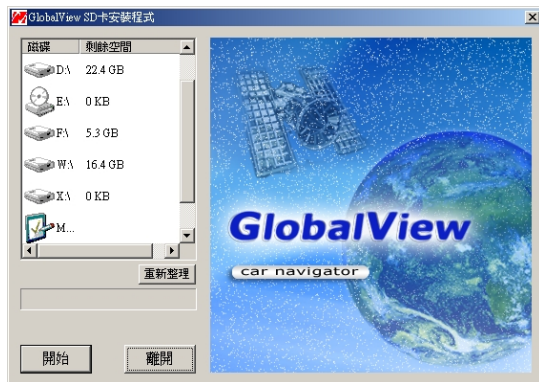 GlobalView SD卡安裝程式
磁碟 剩餘空間
D:\ 22.4 GB
E:\ 0 KB
F:\ 5.3 GB
W:\ 16.4 GB
X:\ 0 KB
M...
重新整理
開始 離開
GlobalView
car navigator